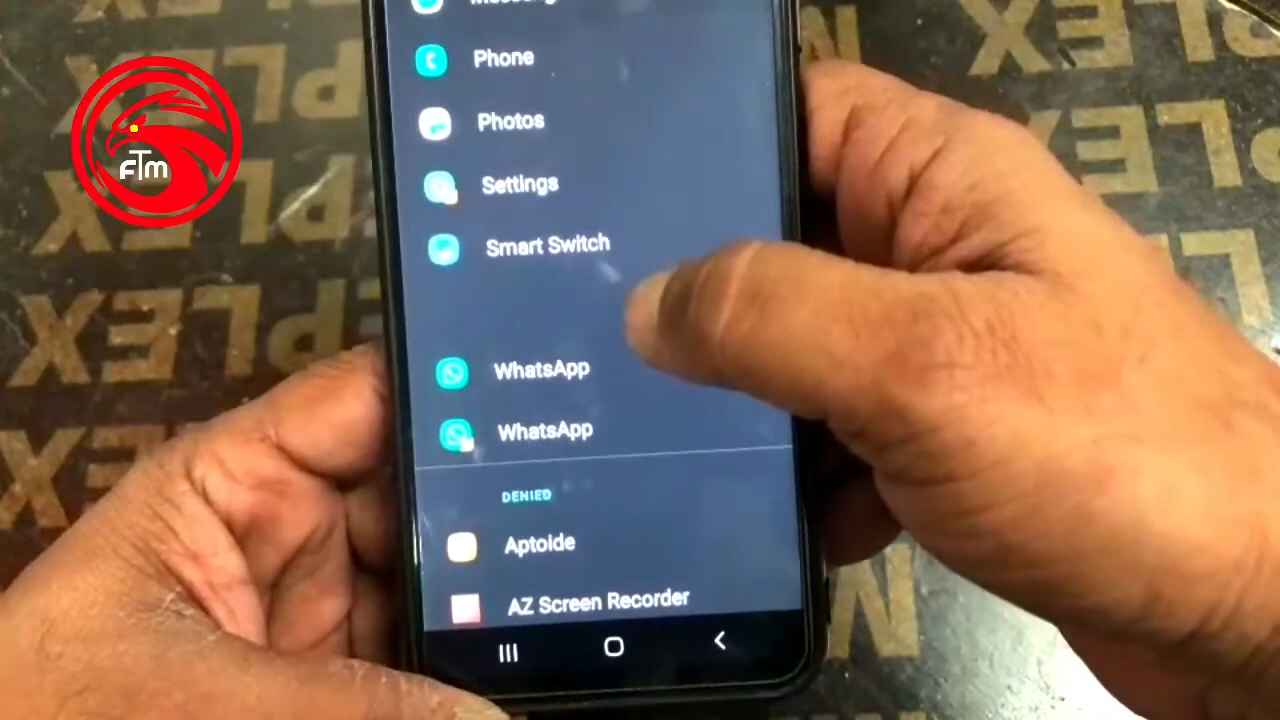 FTM
Phone
Photos
Settings
Smart Switch
WhatsApp
WhatsApp
DENIED
Aptoide
AZ Screen Recorder